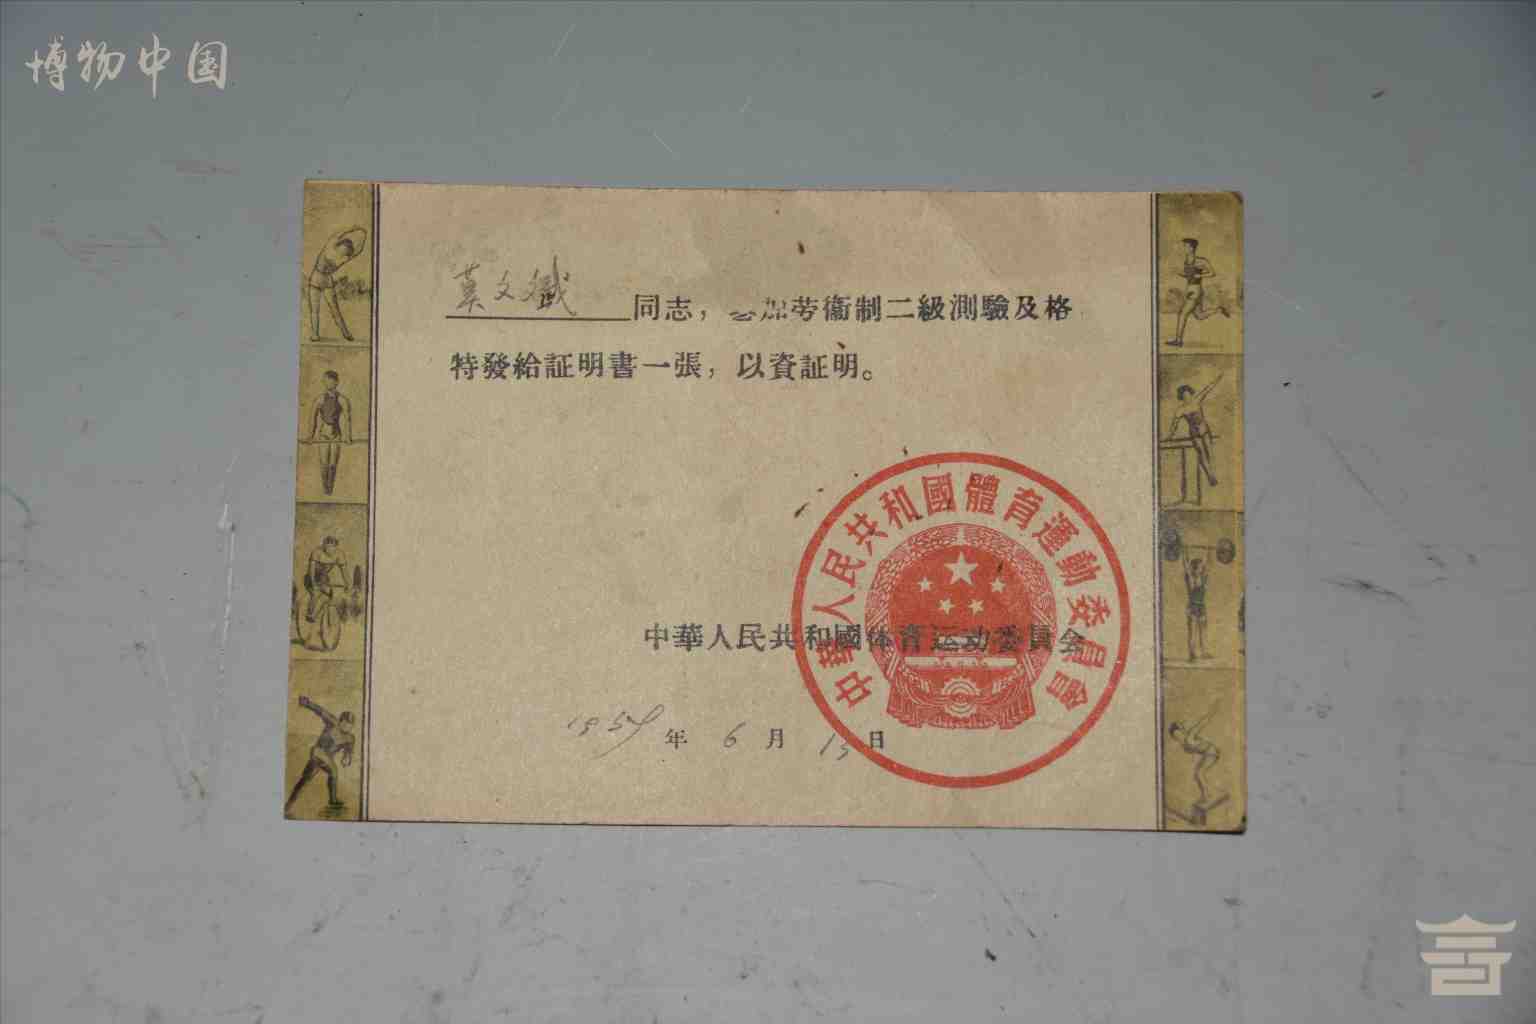 博物中国
莫文斌同志，参加劳衞制二級測驗及格
特發給証明書一張，以資証明。
中華人民共和國體育運動委員會
中華人民共和國体育运动委員会
年 6 月 日